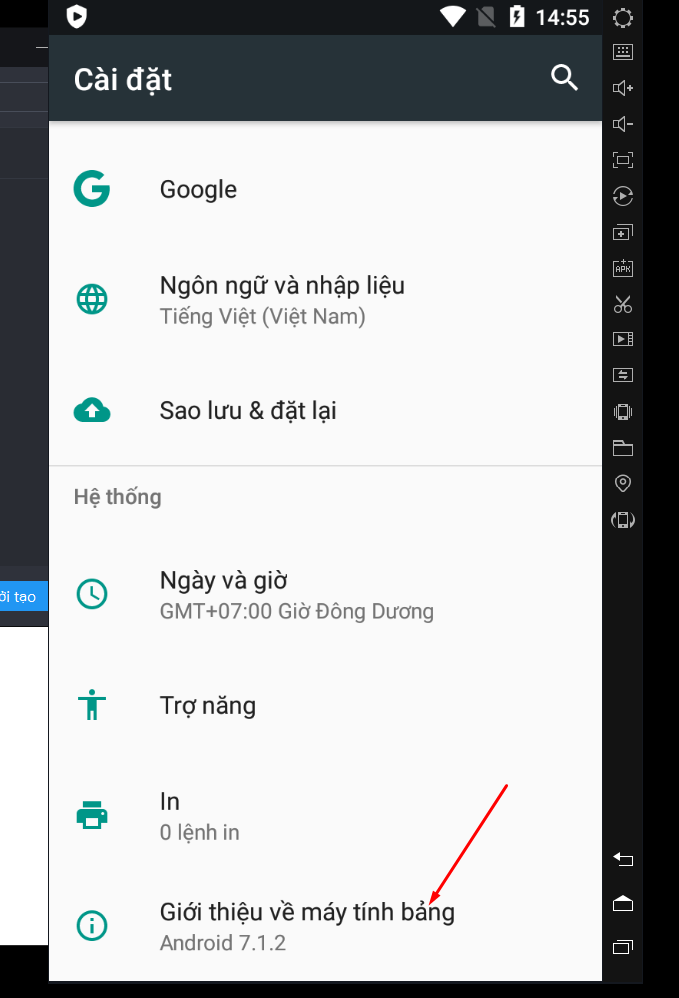 14:55
Cài đặt
Google
Ngôn ngữ và nhập liệu
Tiếng Việt (Việt Nam)
Sao lưu & đặt lại
Hệ thống
Ngày và giờ
GMT+07:00 Giờ Đông Dương
ởi tạo
Trợ năng
In
0 lệnh in
Giới thiệu về máy tính bảng
Android 7.1.2
APK